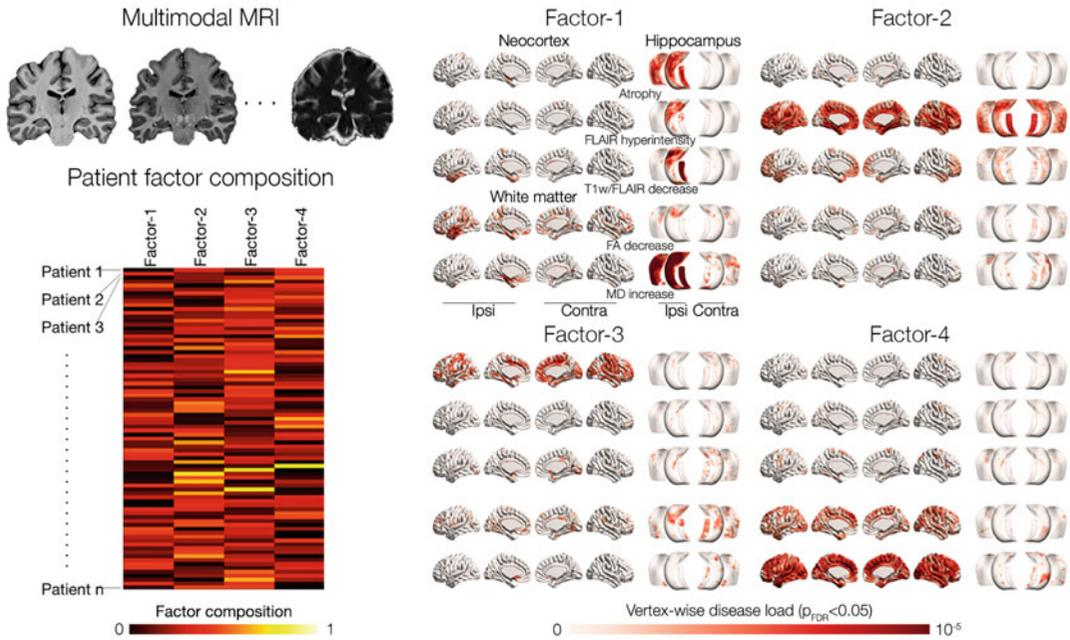 Multimodal MRI
Patient factor composition
Factor-1
Factor-2
Factor-3
Factor-4
Patient 1
Patient 2
Patient 3
Patient n
Factor composition
0
1
Factor-1
Neocortex
Hippocampus
Atrophy
FLAIR hyperintensity
T1w/FLAIR decrease
White matter
FA decrease
MD increase
Ipsi
Contra
Ipsi Contra
Factor-2
Factor-3
Factor-4
Vertex-wise disease load (pFDR<0.05)
0
10-5